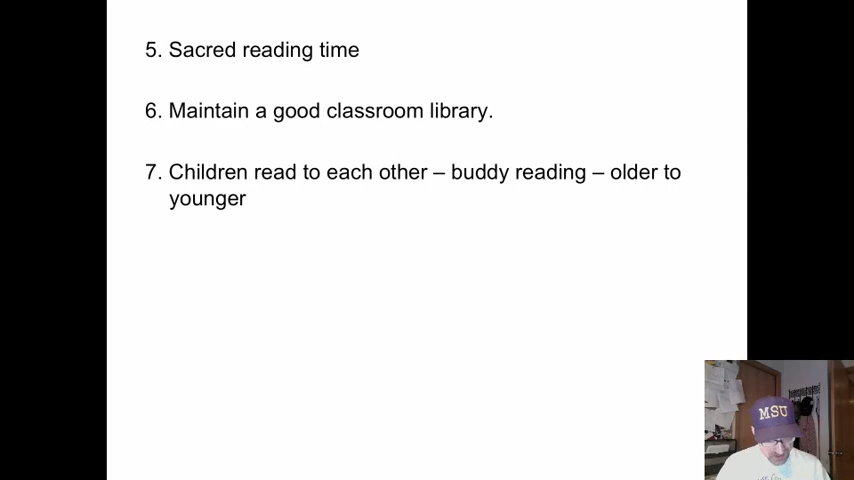 5. Sacred reading time
6. Maintain a good classroom library.
7. Children read to each other – buddy reading – older to
younger
MSU